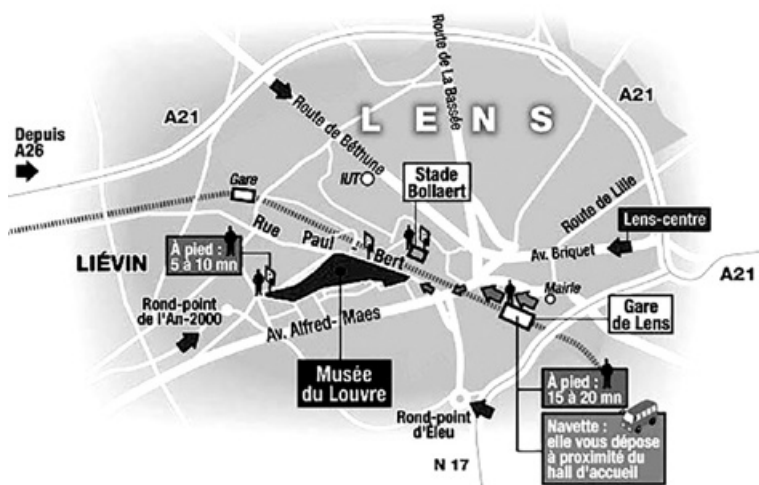 A21
Depuis
A26
Route de Béthune
Route de La Bassée
LENS
A21
IUT
Gare
Stade
Bollaert
Route de Lille
Lens-centre
Av. Briquet
Rue Paul Bert
P
P
P
À pied :
5 à 10 mn
LIÉVIN
Rond-point
de l'An-2000
Av. Alfred-Maes
Mairie
A21
Gare
de Lens
Musée
du Louvre
Rond-point
d'Éleu
À pied :
15 à 20 mn
Navette :
elle vous dépose
à proximité du
hall d'accueil
N 17